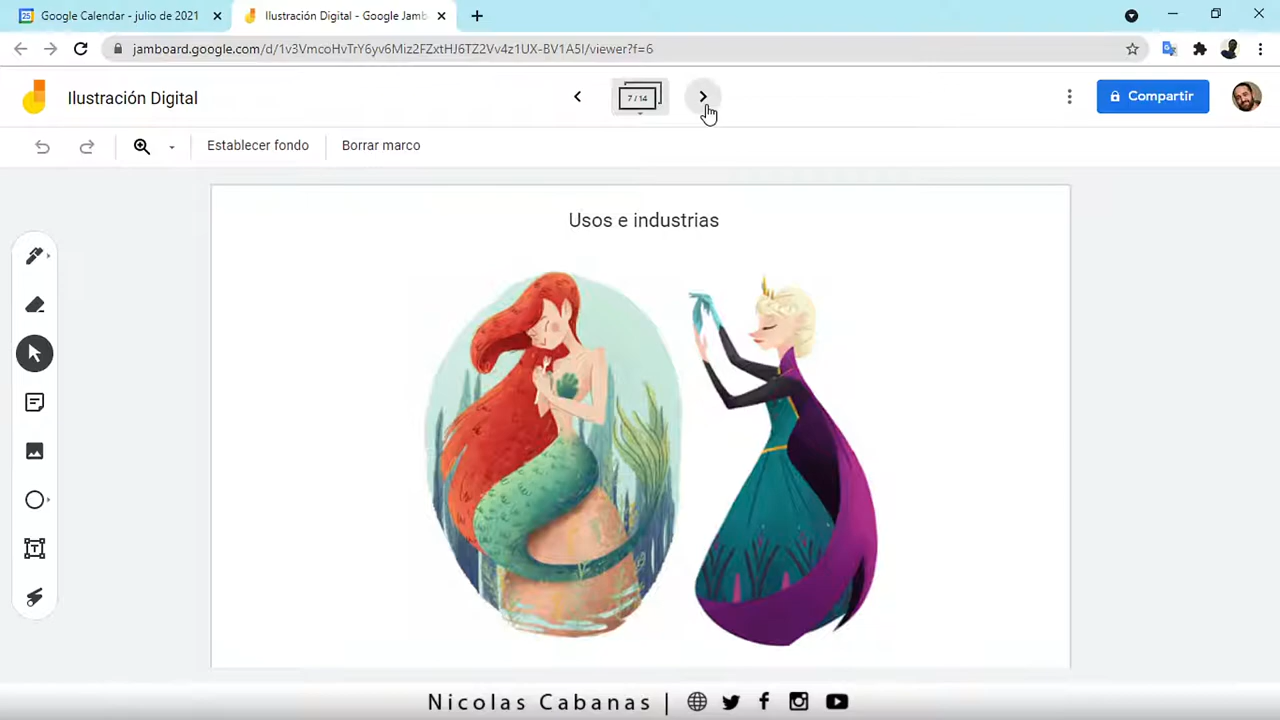 Google Calendar - julio de 2021
Ilustración Digital - Google Jamb
jamboard.google.com/d/1v3VmcoHvTrY6yv6Miz2FZxtHJ6TZ2Vv4z1UX-BV1A5I/viewer?f=6
Ilustración Digital
7 / 14
Compartir
Establecer fondo
Borrar marco
Usos e industrias
Nicolas Cabanas |